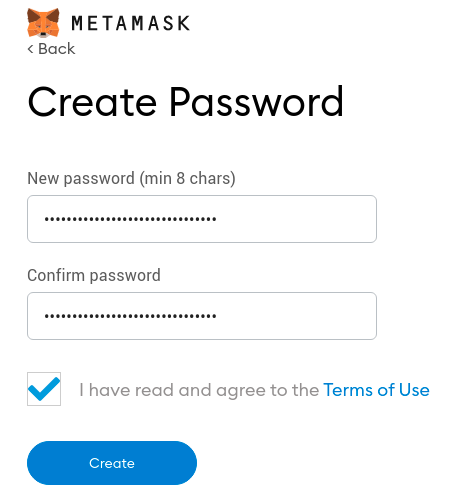 METAMASK
< Back
Create Password
New password (min 8 chars)
•••••••••••••••••••••••••••••••
Confirm password
•••••••••••••••••••••••••••••••
I have read and agree to the Terms of Use
Create